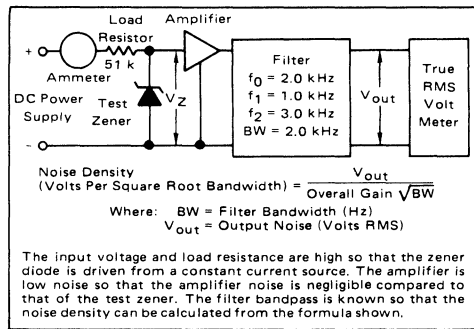 Load
Resistor
51 k
Amplifier
+
Ammeter
DC Power
Supply
-
Test
Zener
VZ
Filter
f0 = 2.0 kHz
f1 = 1.0 kHz
f2 = 3.0 kHz
BW = 2.0 kHz
Vout
True
RMS
Volt
Meter
Noise Density
(Volts Per Square Root Bandwidth) = Vout
Overall Gain √BW
Where: BW = Filter Bandwidth (Hz)
Vout = Output Noise (Volts RMS)
The input voltage and load resistance are high so that the zener
diode is driven from a constant current source. The amplifier is
low noise so that the amplifier noise is negligible compared to
that of the test zener. The filter bandpass is known so that the
noise density can be calculated from the formula shown.